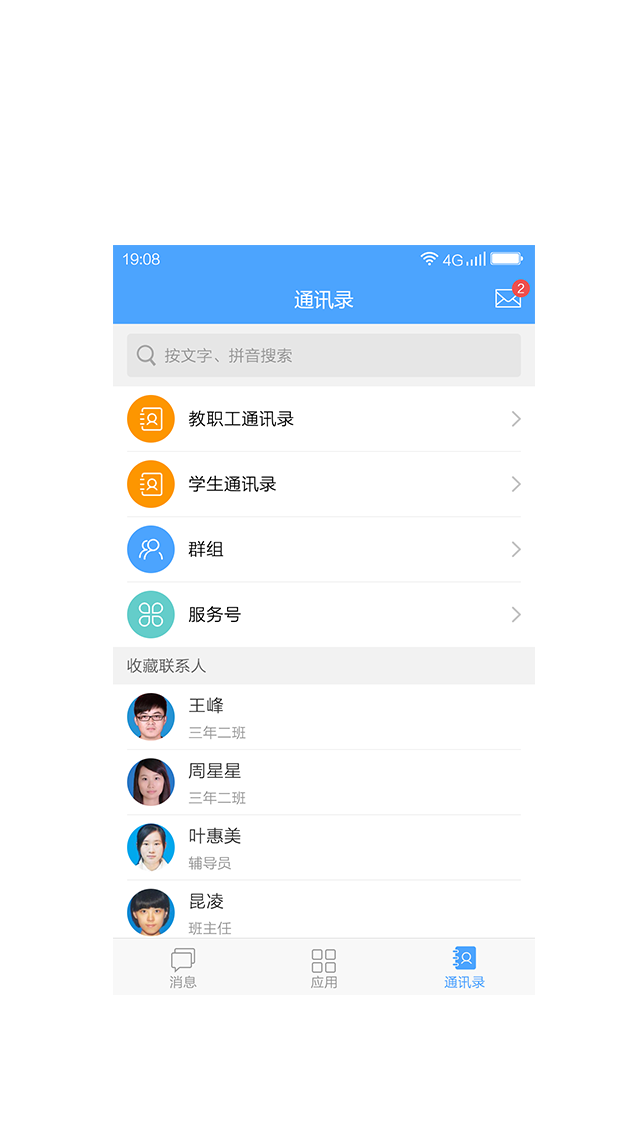 19:08 4G
通讯录 2
按文字、拼音搜索
教职工通讯录
学生通讯录
群组
服务号
收藏联系人
王峰
三年二班
周星星
三年二班
叶惠美
辅导员
昆凌
班主任
消息 应用 通讯录